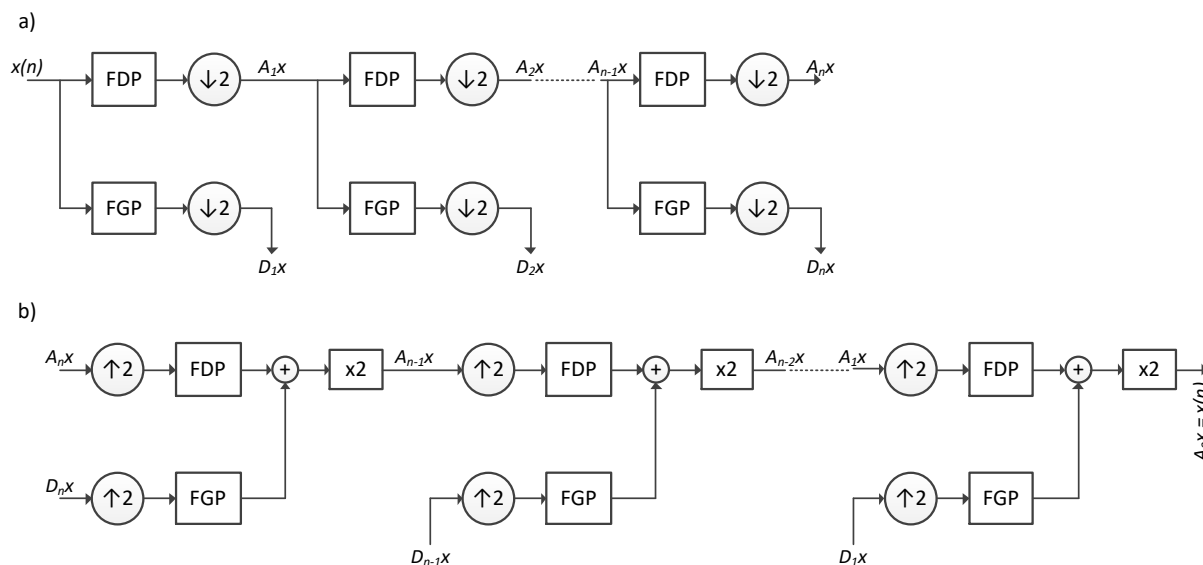 a)
x(n) FDP ↓2 A₁x FDP ↓2 A₂x Aₙ₋₁x FDP ↓2 Aₙx
FGP ↓2 FGP ↓2 FGP ↓2
D₁x D₂x Dₙx
b)
Aₙx ↑2 FDP + x2 Aₙ₋₁x ↑2 FDP + x2 Aₙ₋₂x A₁x ↑2 FDP + x2
A₀x = x(n)
Dₙx ↑2 FGP ↑2 FGP ↑2 FGP
Dₙ₋₁x D₁x